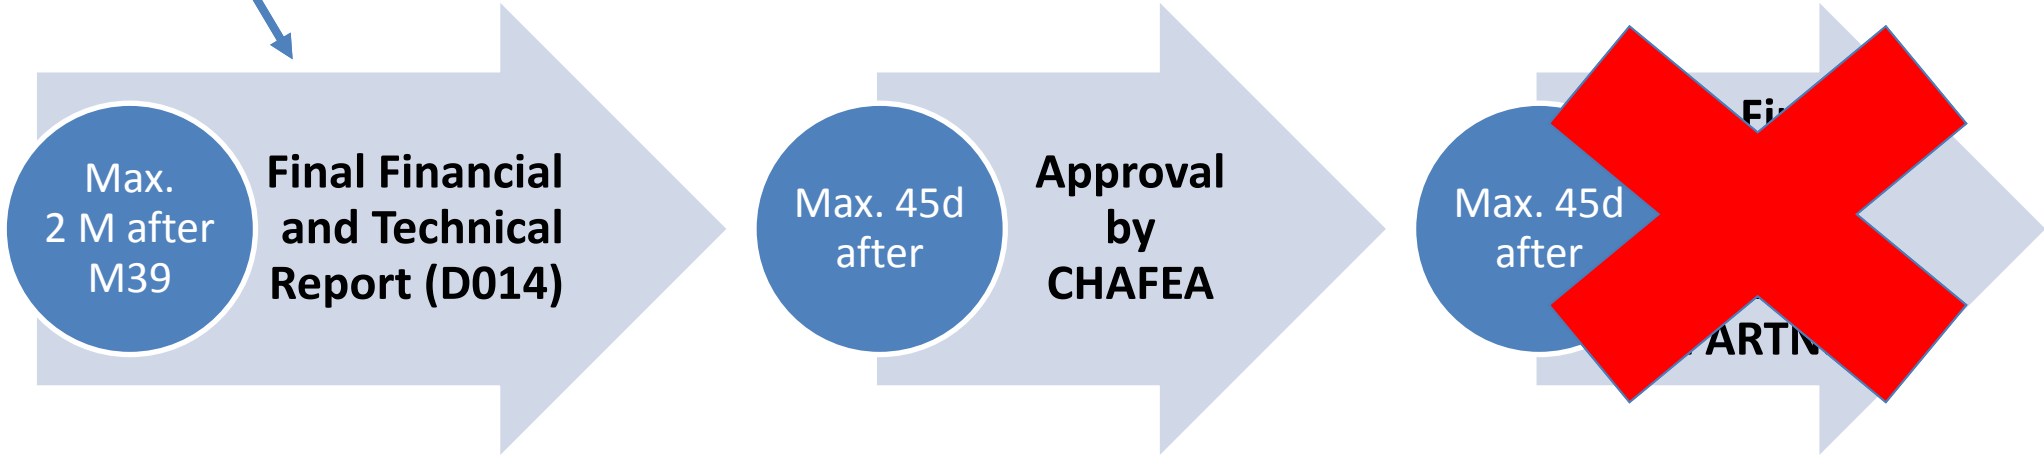 Max.
2 M after
M39
Final Financial
and Technical
Report (D014)
Max. 45d
after
Approval
by
CHAFEA
Max. 45d
after